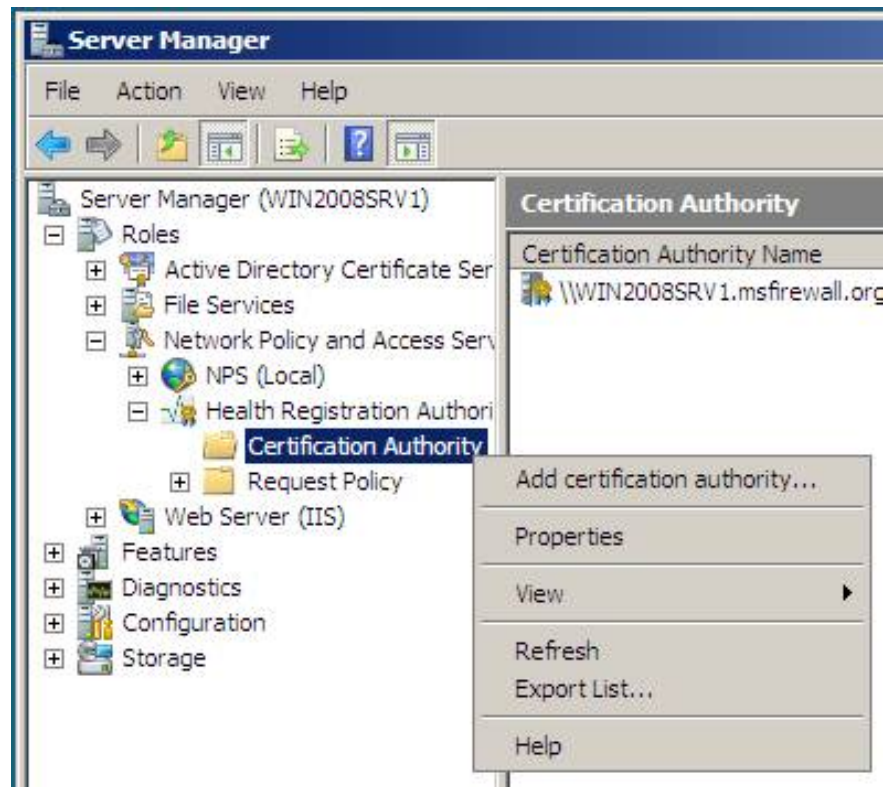 Server Manager
File Action View Help
Server Manager (WIN2008SRV1)
Roles
Active Directory Certificate Ser
File Services
Network Policy and Access Serv
NPS (Local)
Health Registration Authori
Certification Authority
Request Policy
Web Server (IIS)
Features
Diagnostics
Configuration
Storage
Certification Authority
Certification Authority Name
\\WIN2008SRV1.msfirewall.org
Add certification authority...
Properties
View
Refresh
Export List...
Help